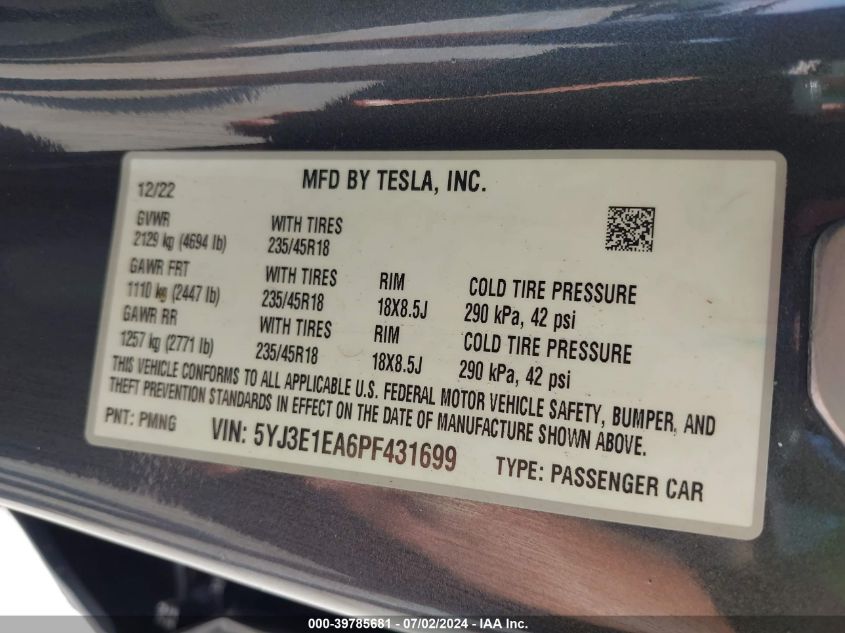 MFD BY TESLA, INC.
12/22
GVWR
2129 kg (4694 lb)
WITH TIRES
235/45R18
GAWR FRT
1110 kg (2447 lb)
WITH TIRES
235/45R18
RIM
18X8.5J
COLD TIRE PRESSURE
290 kPa, 42 psi
GAWR RR
1257 kg (2771 lb)
WITH TIRES
235/45R18
RIM
18X8.5J
COLD TIRE PRESSURE
290 kPa, 42 psi
THIS VEHICLE CONFORMS TO ALL APPLICABLE U.S. FEDERAL MOTOR VEHICLE SAFETY, BUMPER, AND
THEFT PREVENTION STANDARDS IN EFFECT ON THE DATE OF MANUFACTURE SHOWN ABOVE.
PNT: PMNG
VIN: 5YJ3E1EA6PF431699
TYPE: PASSENGER CAR
000-39785681 - 07/02/2024 - IAA Inc.